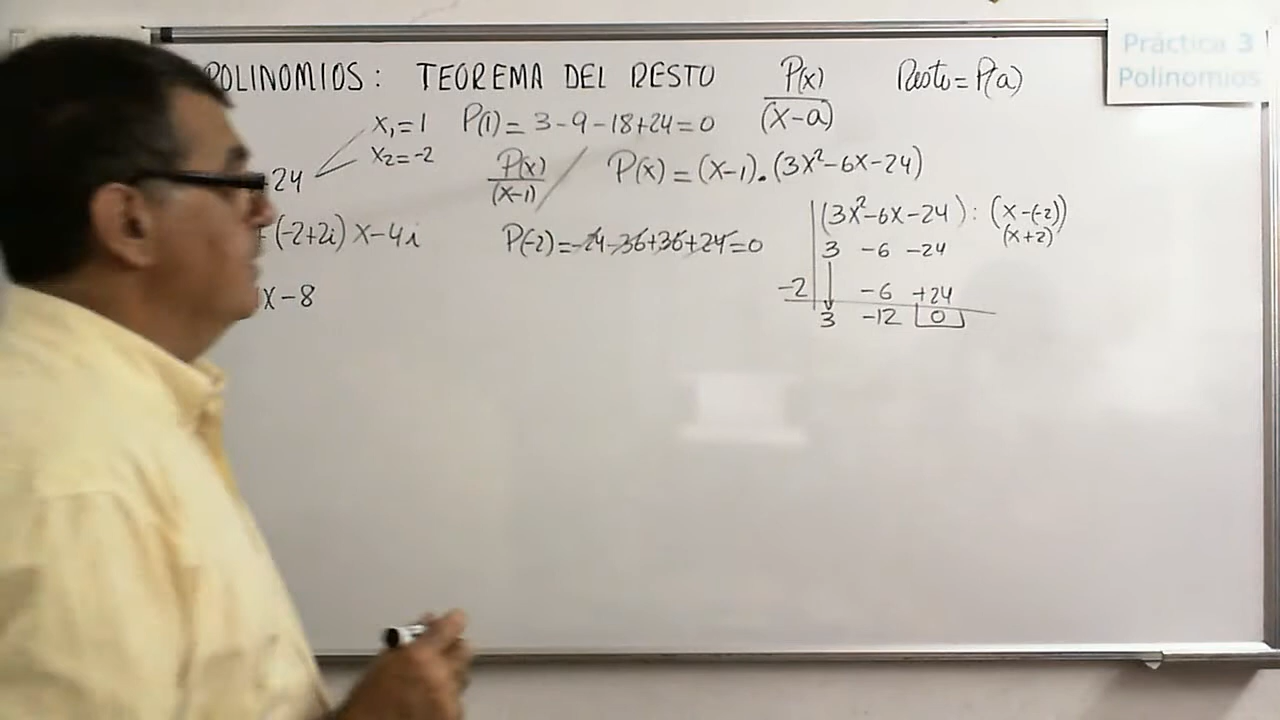 POLINOMIOS: TEOREMA DEL RESTO P(x)/(x-a) Resto = P(a)
Práctica 3
Polinomios
x₁=1 P(1) = 3-9-18+24=0
x₂=-2
24
P(x)/(x-1) P(x) = (x-1).(3x²-6x-24)
(-2+2i)x-4i
P(-2)=-24-36+36+24=0
(3x²-6x-24) : (x-(-2))
(x+2)
3 -6 -24
-2 -6 +24
3 -12 0
x-8